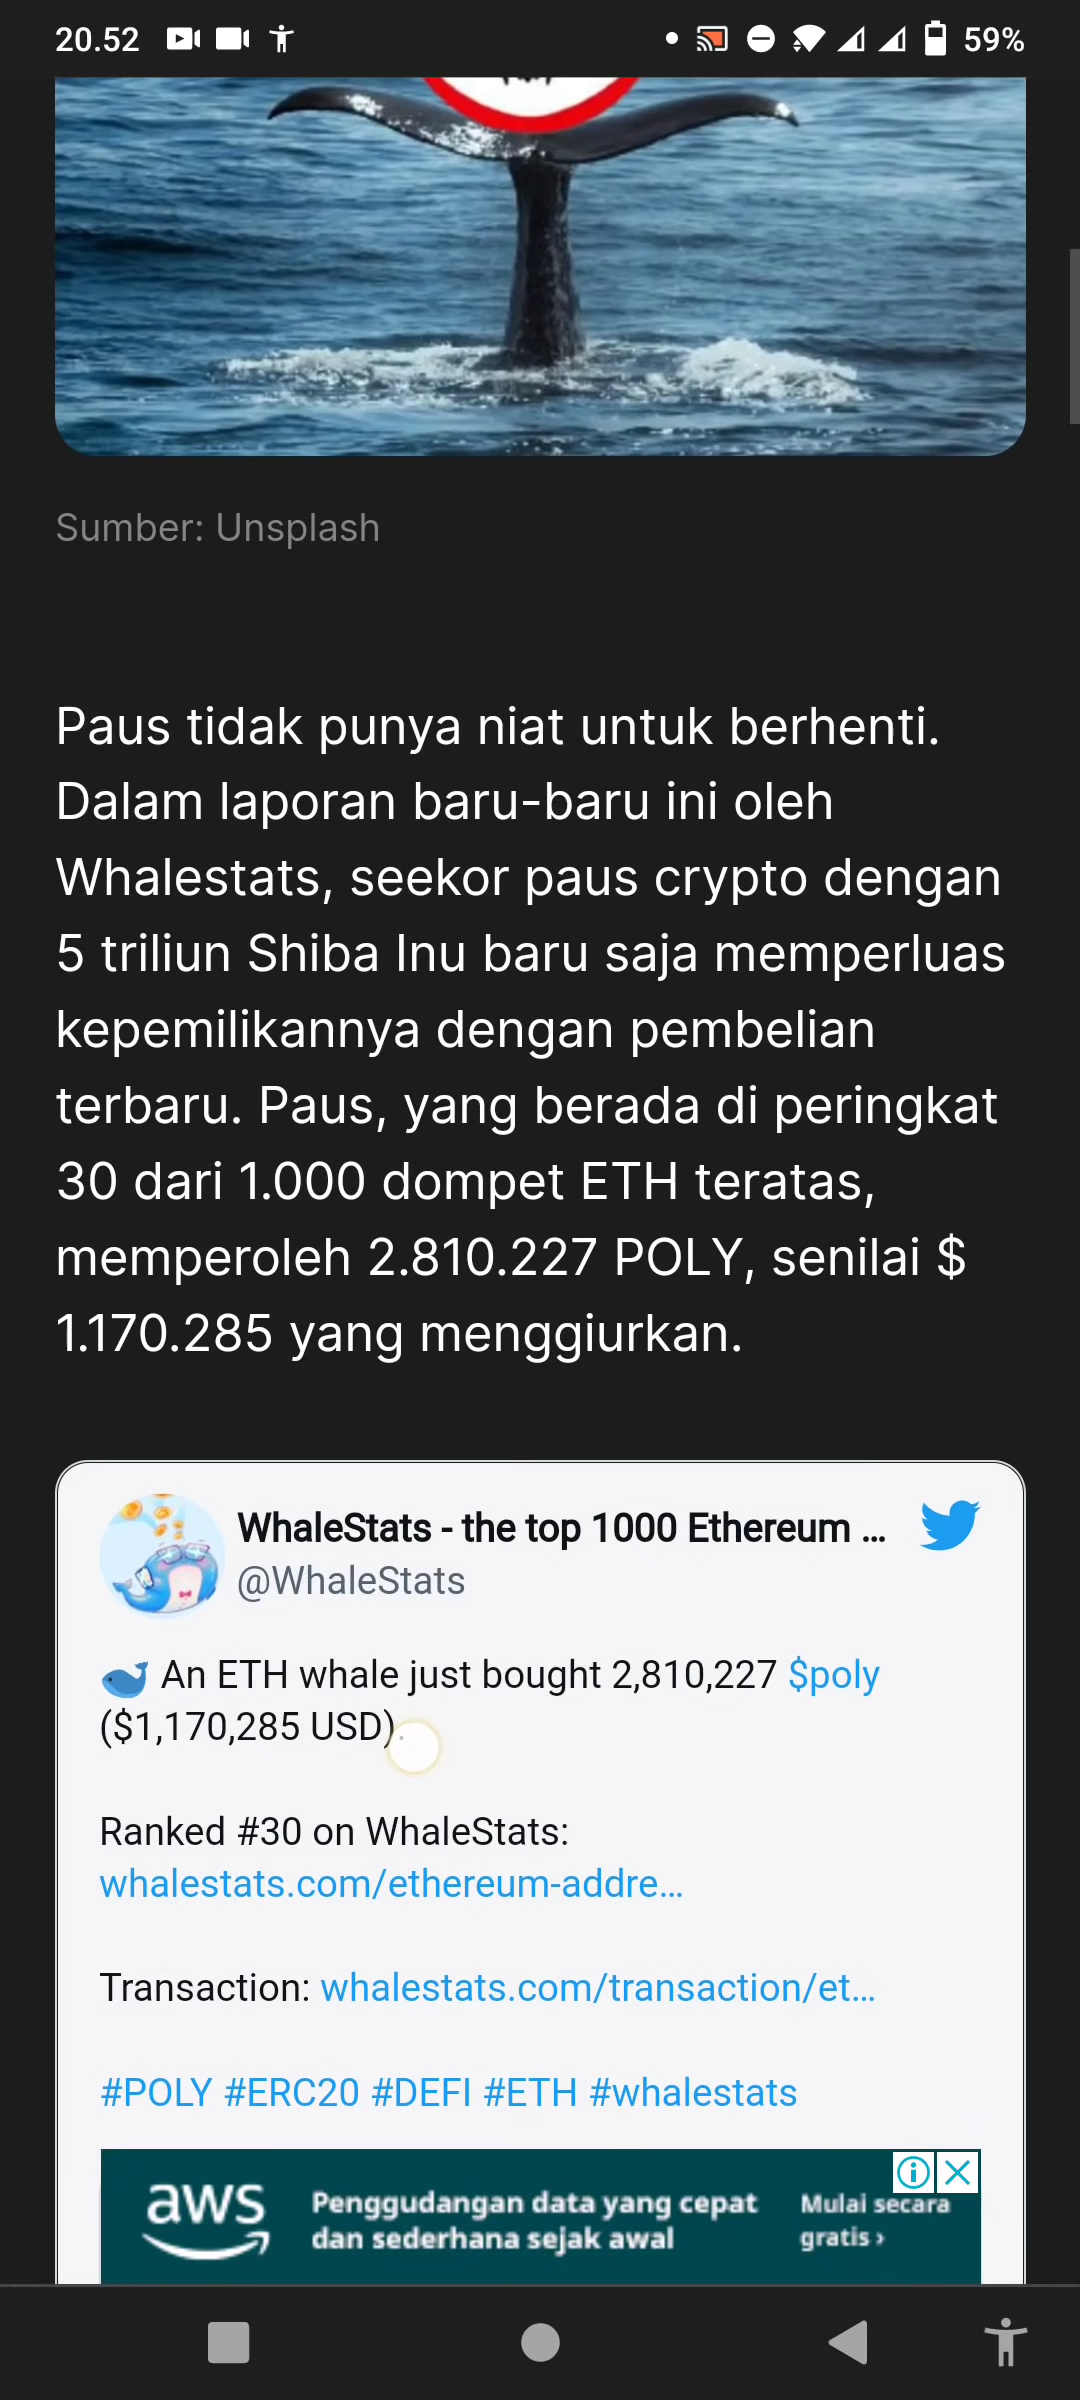 20.52
59%
Sumber: Unsplash
Paus tidak punya niat untuk berhenti.
Dalam laporan baru-baru ini oleh
Whalestats, seekor paus crypto dengan
5 triliun Shiba Inu baru saja memperluas
kepemilikannya dengan pembelian
terbaru. Paus, yang berada di peringkat
30 dari 1.000 dompet ETH teratas,
memperoleh 2.810.227 POLY, senilai $
1.170.285 yang menggiurkan.
WhaleStats - the top 1000 Ethereum ...
@WhaleStats
An ETH whale just bought 2,810,227 $poly
($1,170,285 USD).
Ranked #30 on WhaleStats:
whalestats.com/ethereum-addre...
Transaction: whalestats.com/transaction/et...
#POLY #ERC20 #DEFI #ETH #whalestats
aws
Penggudangan data yang cepat
dan sederhana sejak awal
Mulai secara
gratis ›